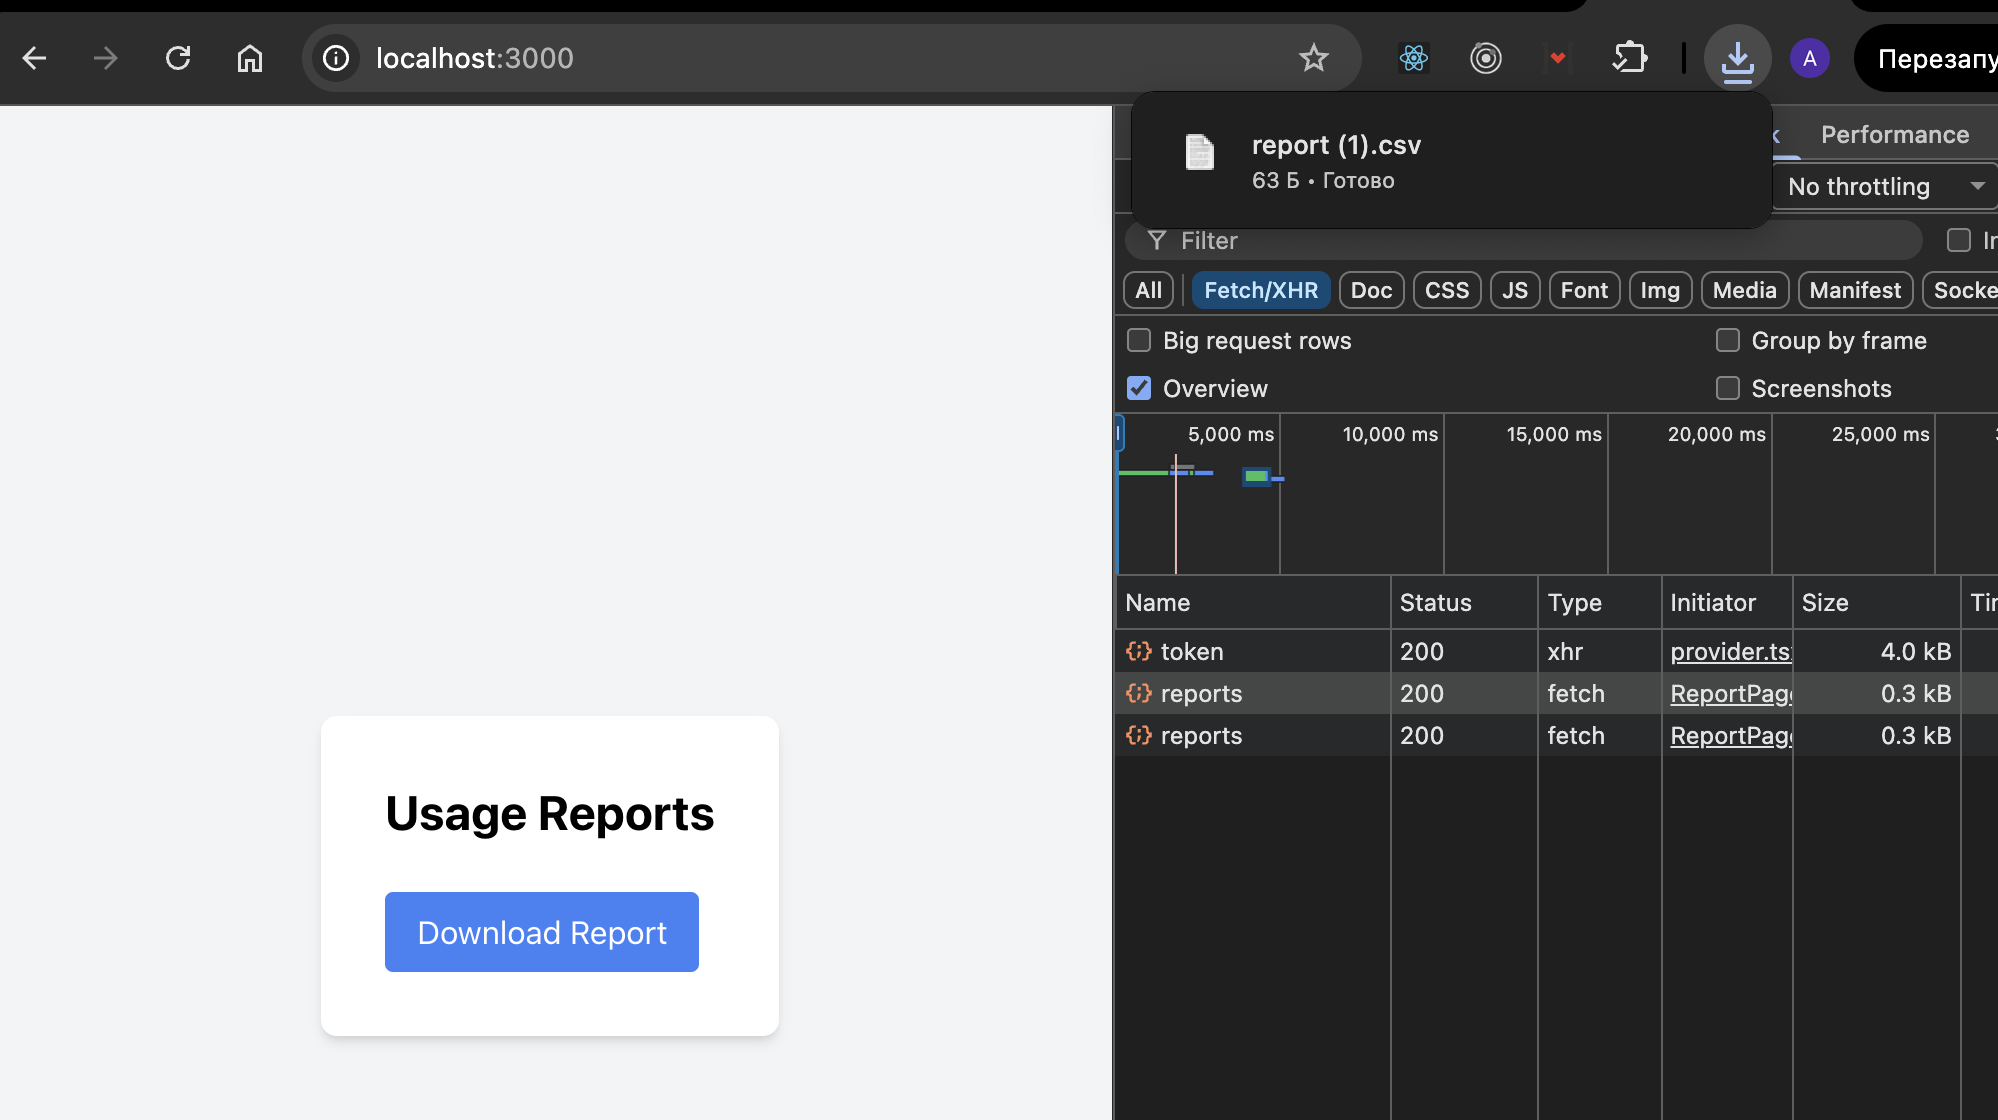 localhost:3000
A
report (1).csv
63 Б • Готово
Performance
No throttling
Filter
All
Fetch/XHR
Doc
CSS
JS
Font
Img
Media
Manifest
Big request rows
Group by frame
Overview
Screenshots
5,000 ms
10,000 ms
15,000 ms
20,000 ms
25,000 ms
Name
Status
Type
Initiator
Size
token 200 xhr provider.ts 4.0 kB
reports 200 fetch ReportPag 0.3 kB
reports 200 fetch ReportPag 0.3 kB
Usage Reports
Download Report